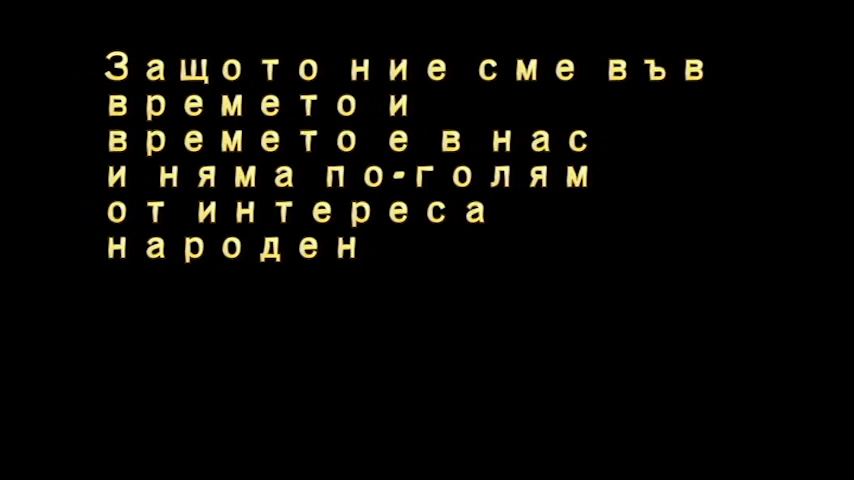 Защото ние сме във
времето и
времето е в нас
и няма по-голям
от интереса
народен